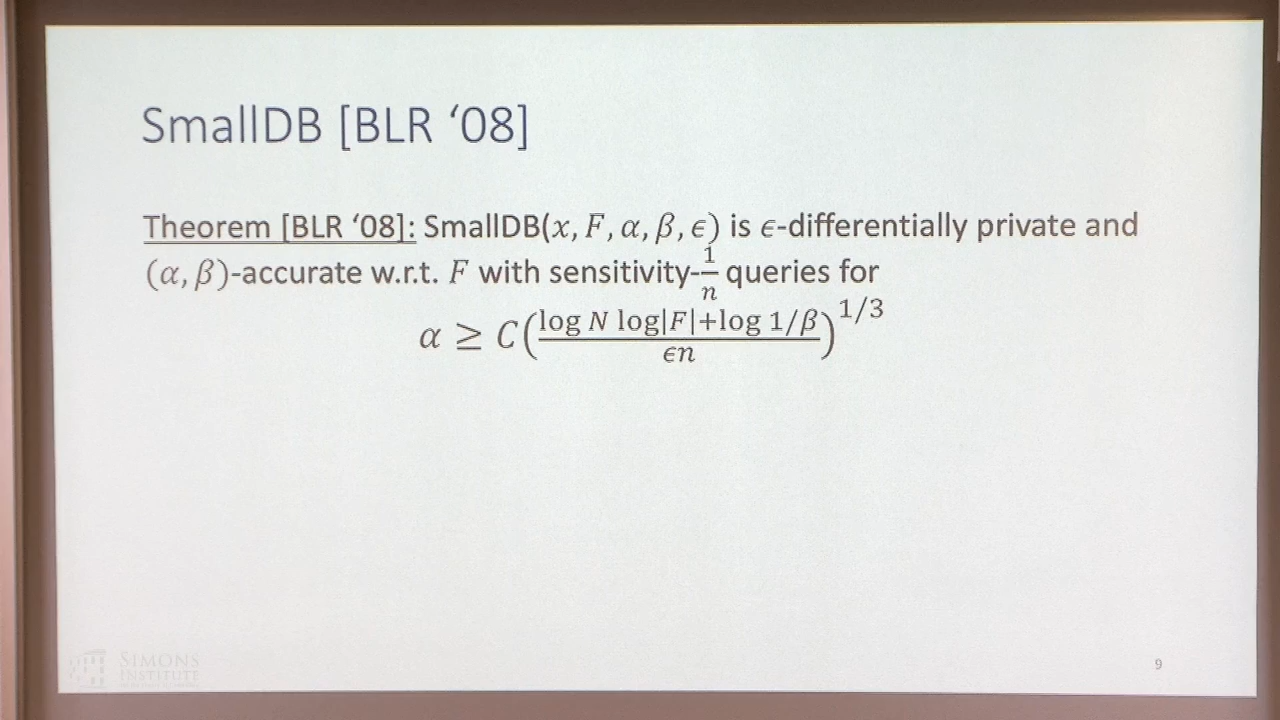 SmallDB [BLR ‘08]
Theorem [BLR ‘08]: SmallDB(x, F, α, β, ϵ) is ϵ-differentially private and
(α, β)-accurate w.r.t. F with sensitivity-1/n queries for
α ≥ C((log N log|F|+log 1/β)/(ϵn))^1/3
SIMONS
INSTITUTE
9